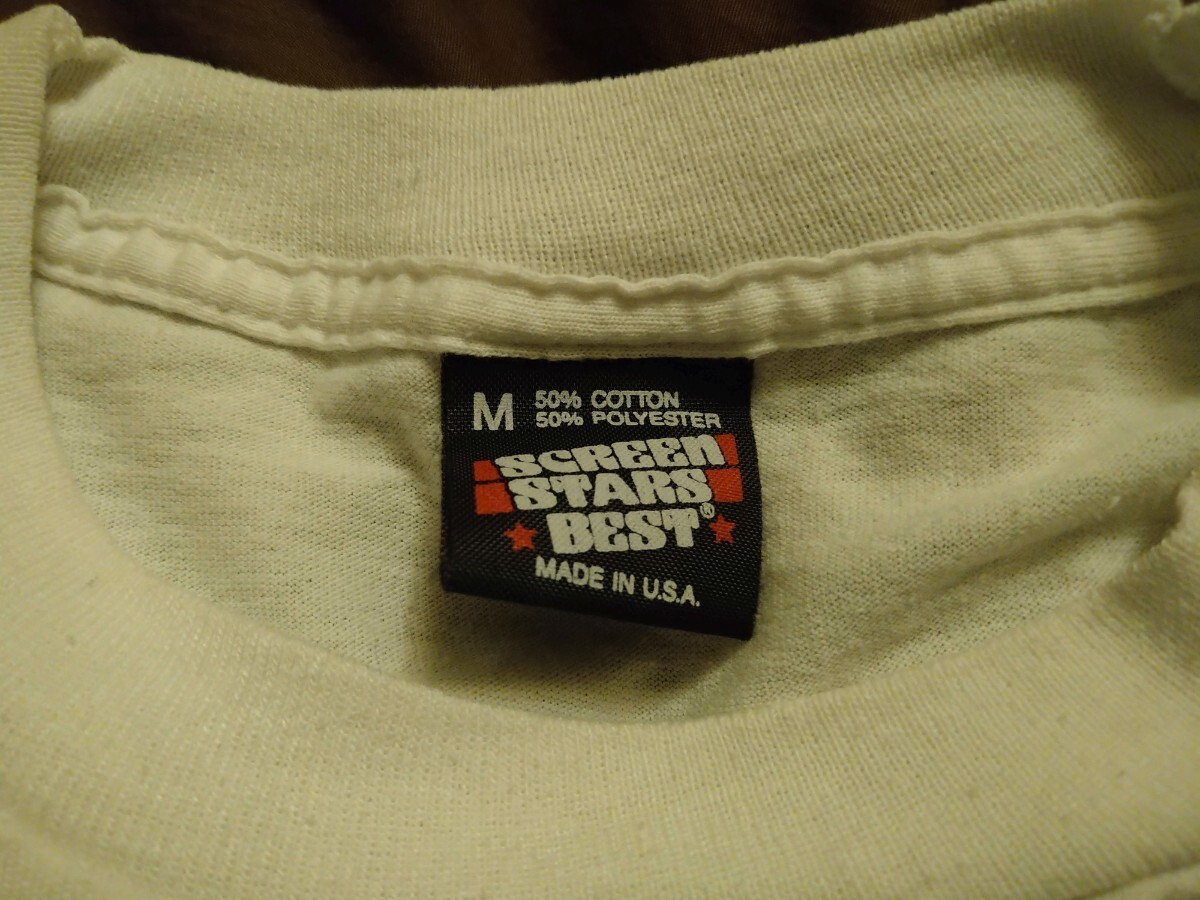 M 50% COTTON
50% POLYESTER
SCREEN
STARS
BEST®
MADE IN U.S.A.